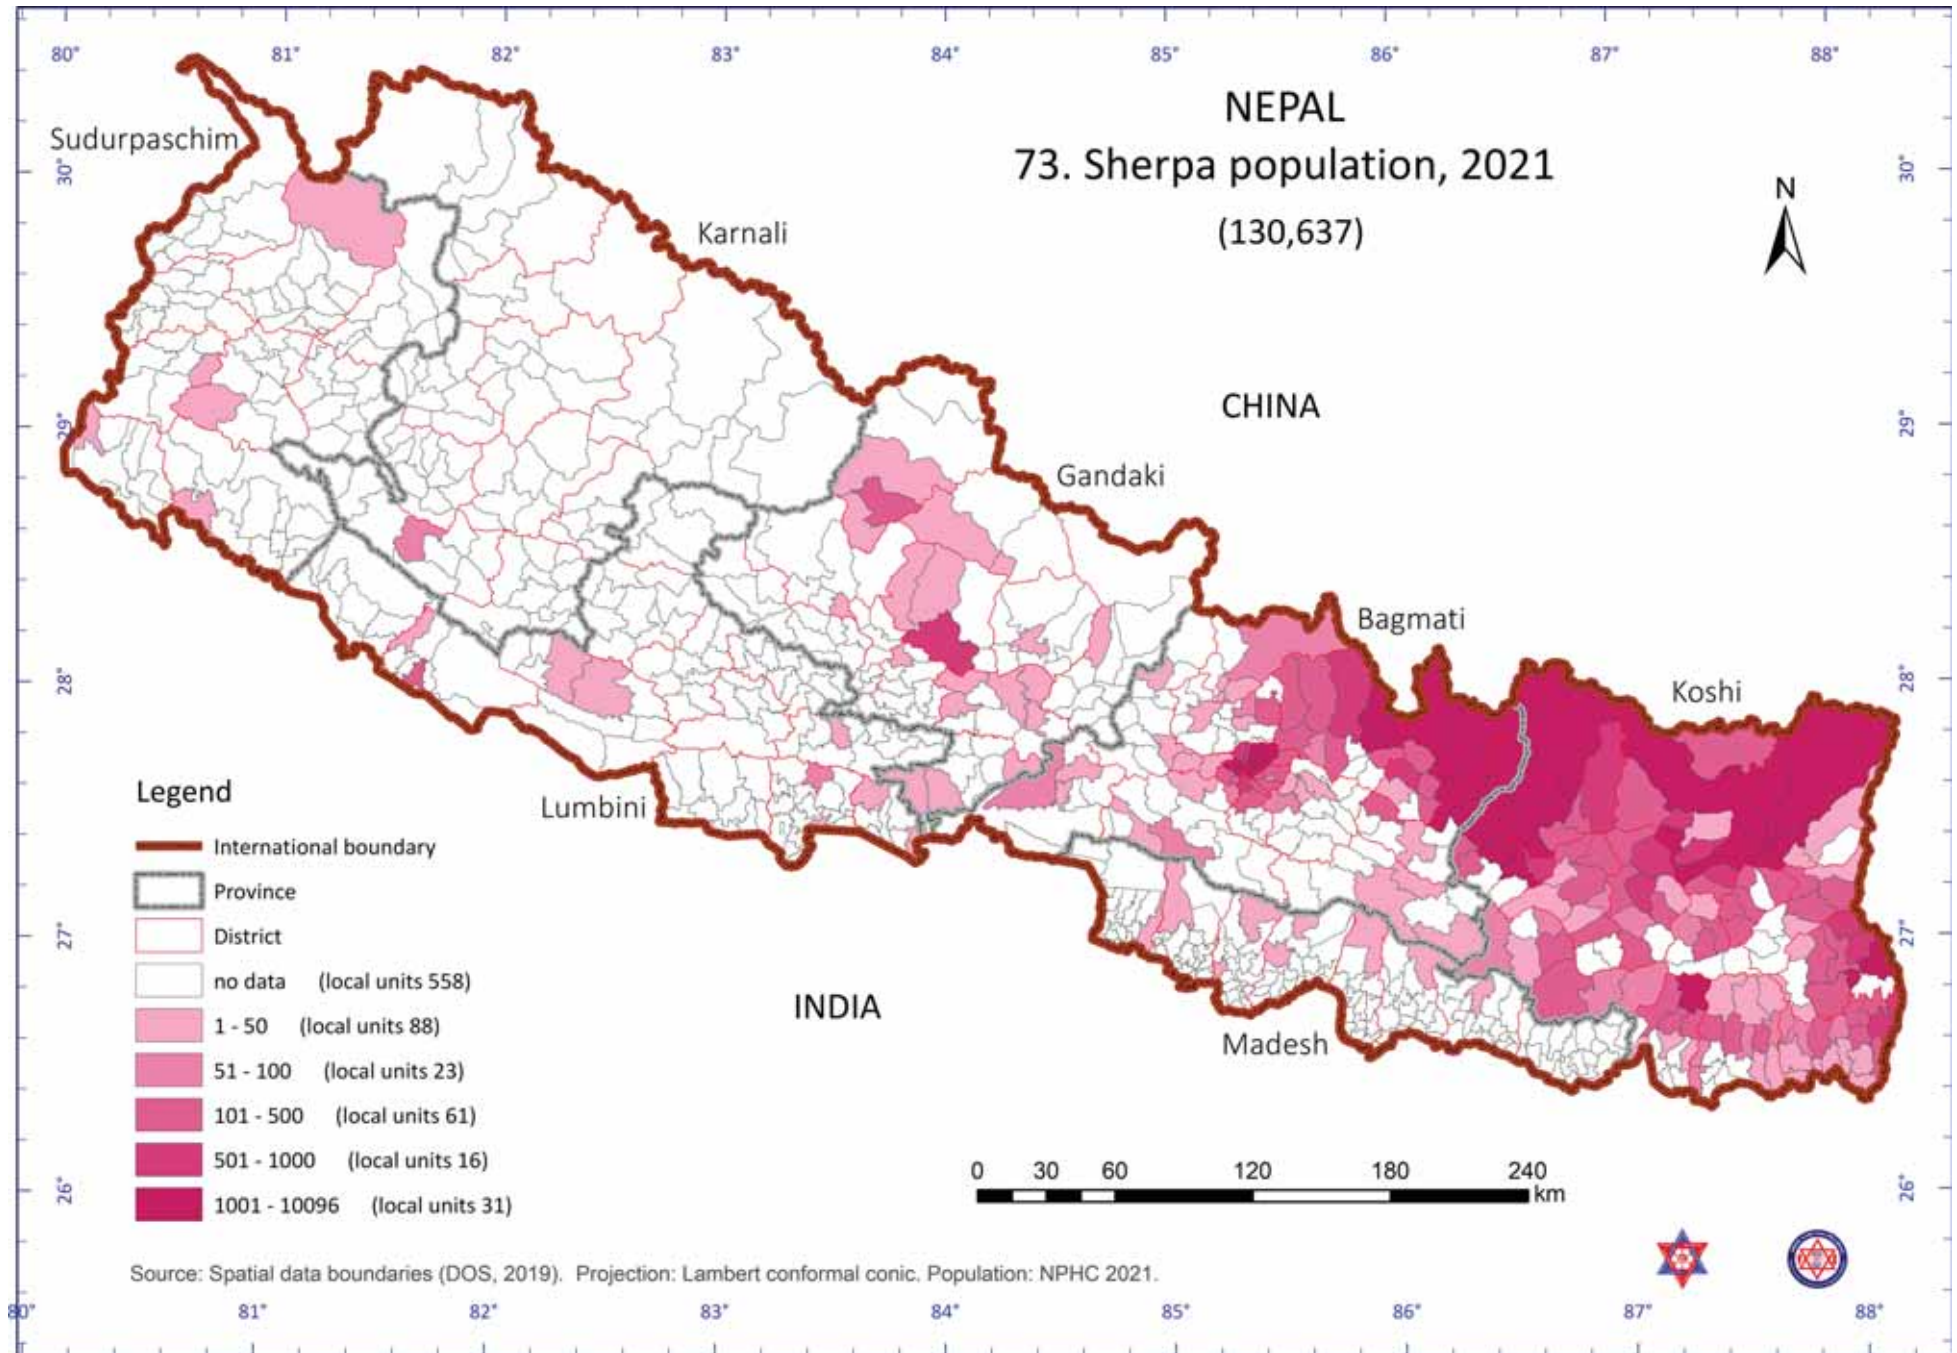 80° 81° 82° 83° 84° 85° 86° 87° 88°
NEPAL
73. Sherpa population, 2021
(130,637)
N
Sudurpaschim
30°
30°
Karnali
CHINA
29°
29°
Gandaki
Bagmati
28°
28°
Koshi
Lumbini
27°
27°
INDIA
Madesh
Legend
International boundary
Province
District
no data (local units 558)
1 - 50 (local units 88)
51 - 100 (local units 23)
101 - 500 (local units 61)
501 - 1000 (local units 16)
1001 - 10096 (local units 31)
0 30 60 120 180 240
km
26°
26°
Source: Spatial data boundaries (DOS, 2019). Projection: Lambert conformal conic. Population: NPHC 2021.
80° 81° 82° 83° 84° 85° 86° 87° 88°